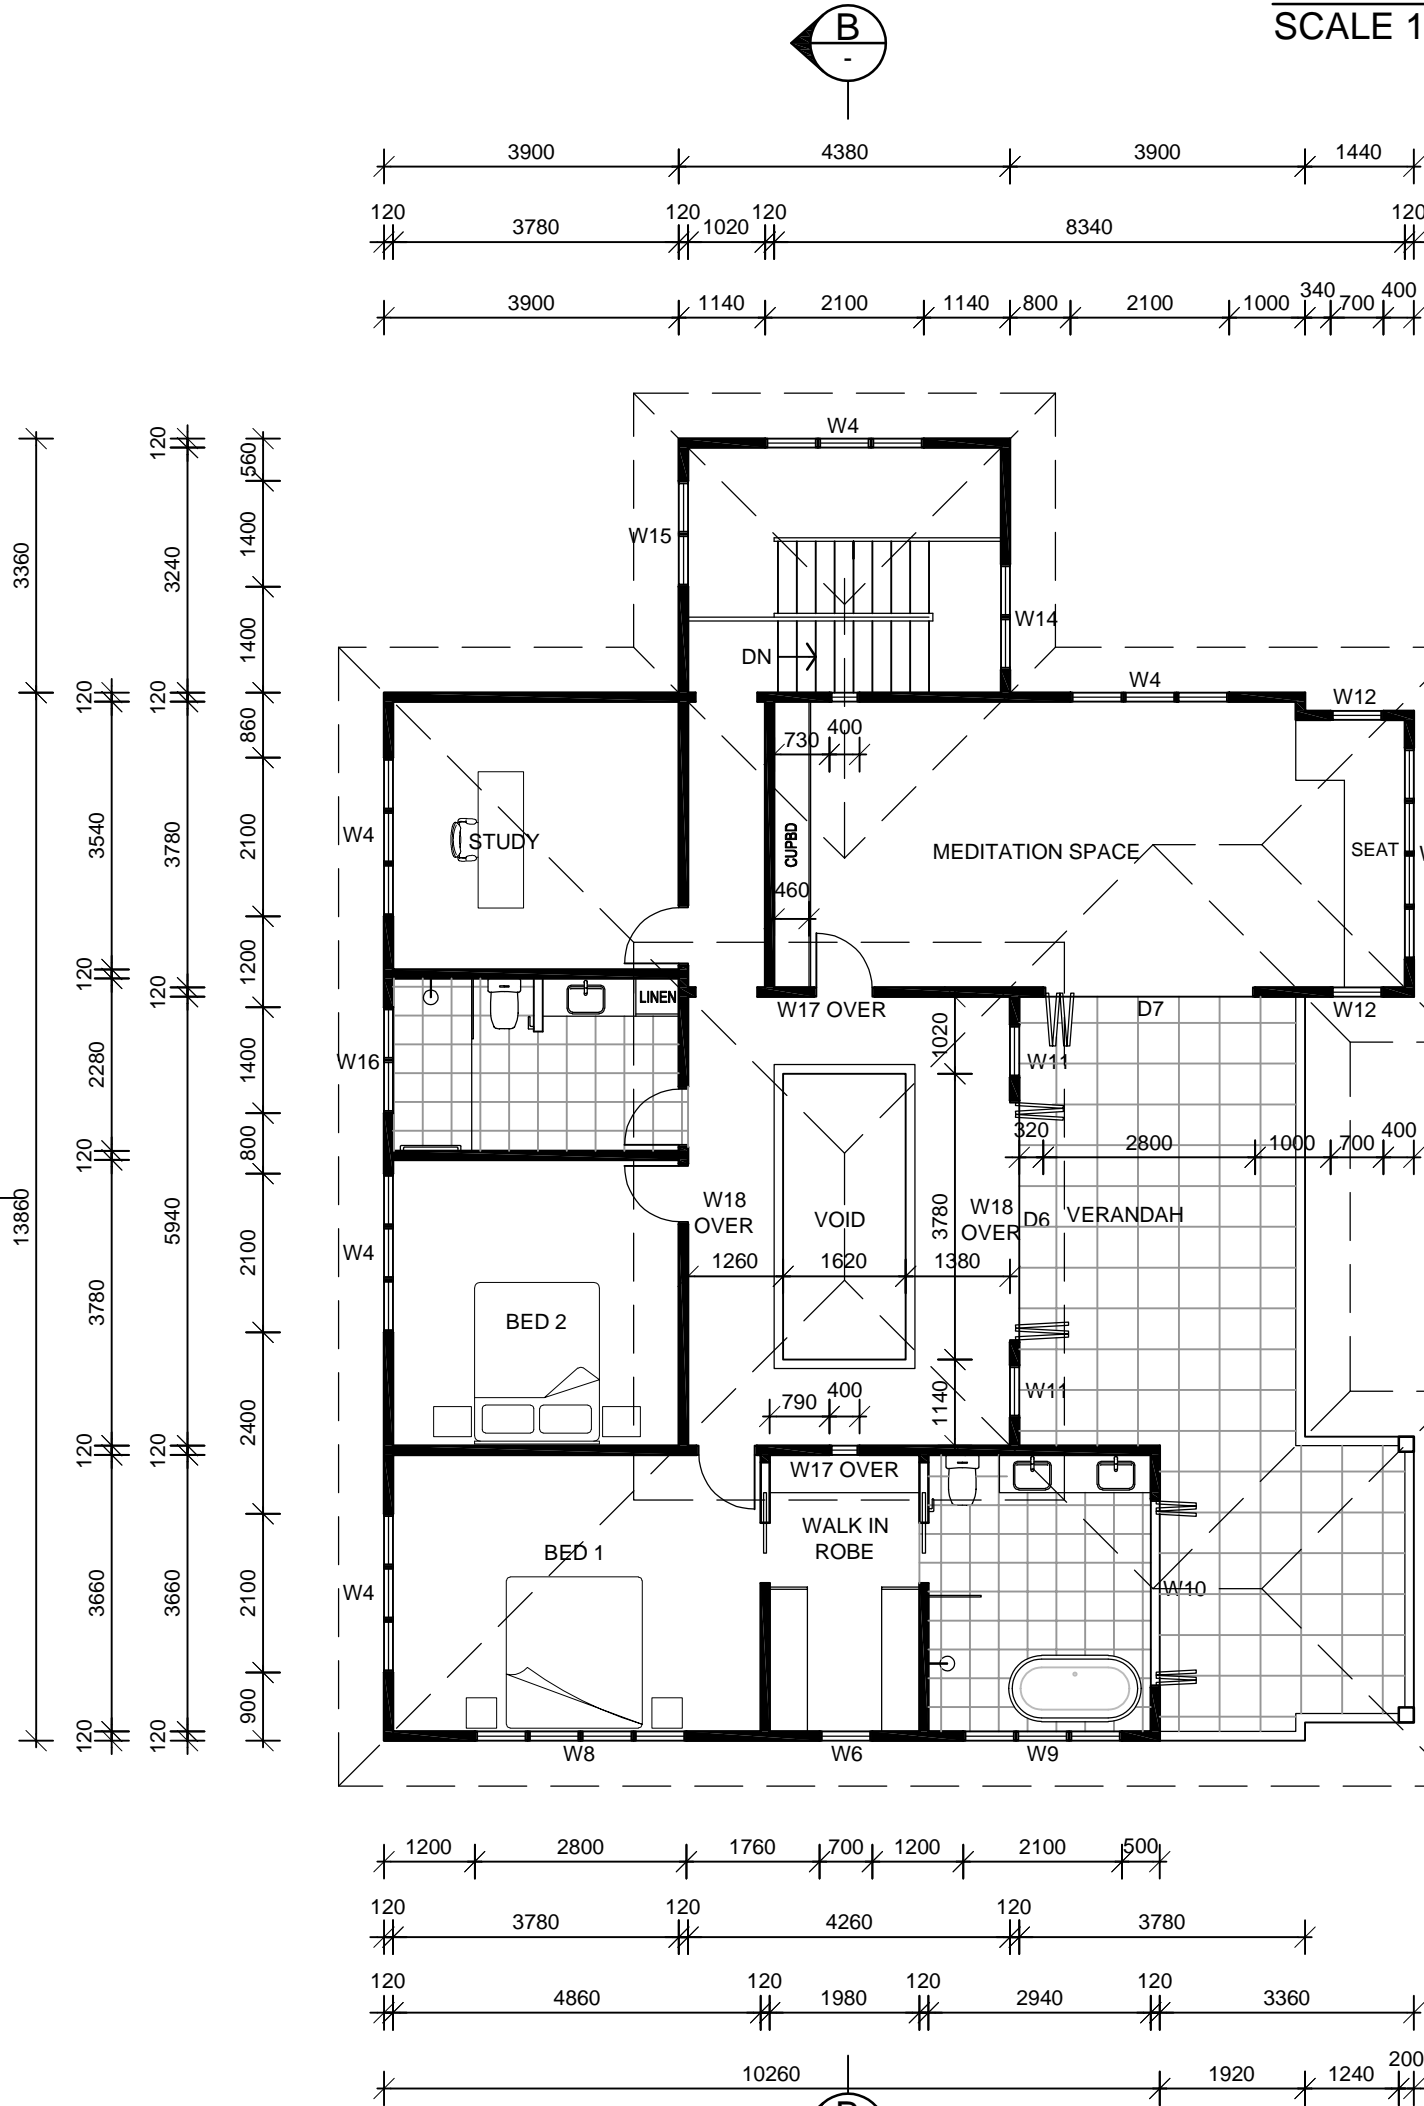 B
-
SCALE 1
3900 4380 3900 1440
120 3780 120 1020 120 8340 120
3900 1140 2100 1140 800 2100 1000 340 700 400
W4
W15
W14
DN
W4
W12
730 400
W4
STUDY
CUPBD
MEDITATION SPACE
SEAT
460
LINEN
W17 OVER
D7
W12
W16
1020
W11
320 2800 1000 700 400
W18
OVER
VOID
3780
W18
OVER
D6
VERANDAH
W4
1260 1620 1380
BED 2
W11
790 400
1140
W17 OVER
WALK IN
ROBE
BED 1
W4
W10
W8
W6
W9
3360
13860
120
3540
120
2280
120
3780
120
3660
120
120
3240
120
3780
120
5940
120
3660
120
560
1400
1400
860
2100
1200
1400
800
2100
2400
2100
900
1200 2800 1760 700 1200 2100 500
120 3780 120 4260 120 3780
120 4860 120 1980 120 2940 120 3360
10260 1920 1240 200